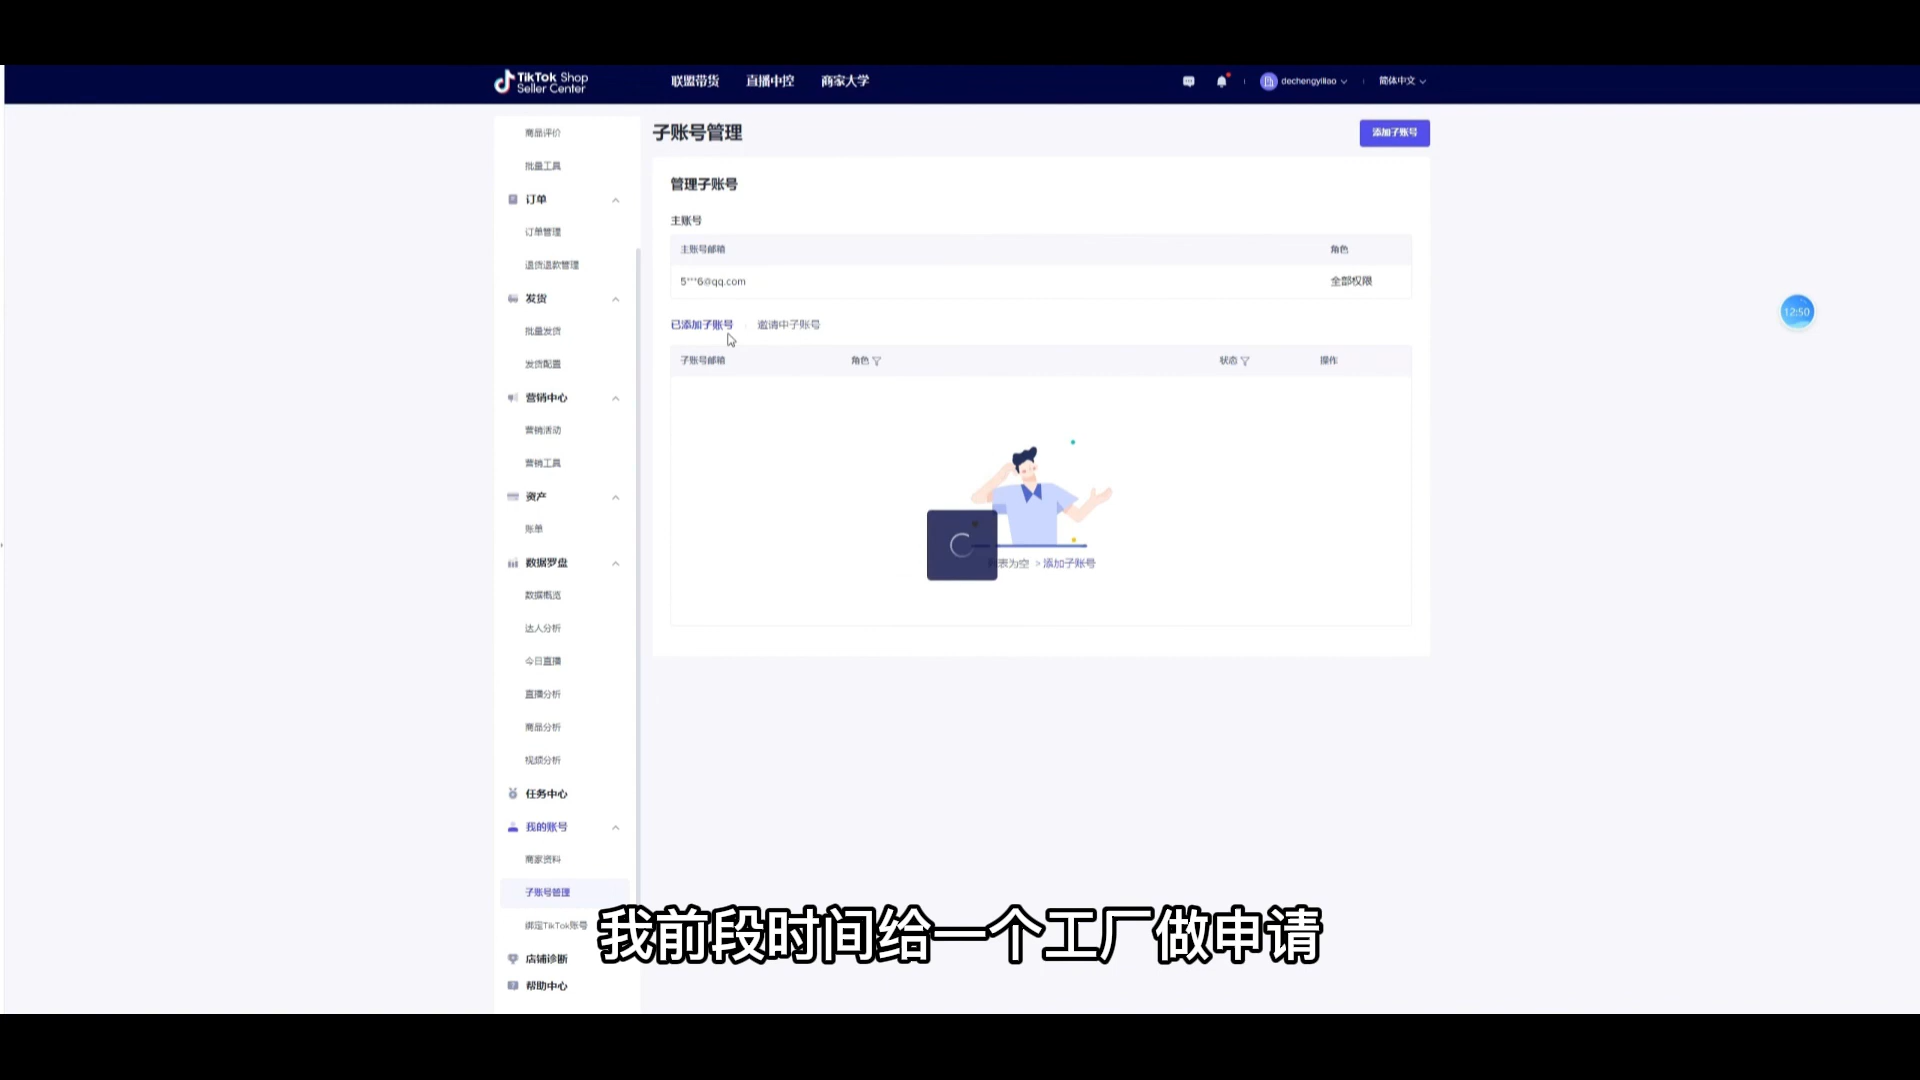 TikTok Shop
Seller Center
联盟带货
直播中控
商家大学
dechengyiliao
简体中文
商品评价
批量工具
订单
订单管理
退货退款管理
发货
批量发货
发货配置
营销中心
营销活动
营销工具
资产
账单
数据罗盘
数据概览
达人分析
今日直播
直播分析
商品分析
视频分析
任务中心
我的账号
商家资料
子账号管理
绑定TikTok账号
店铺诊断
帮助中心
子账号管理
添加子账号
管理子账号
主账号
主账号邮箱 角色
5***6@qq.com 全部权限
已添加子账号 邀请中子账号
子账号邮箱 角色 状态 操作
表为空 > 添加子账号
12:50
我前段时间给一个工厂做申请